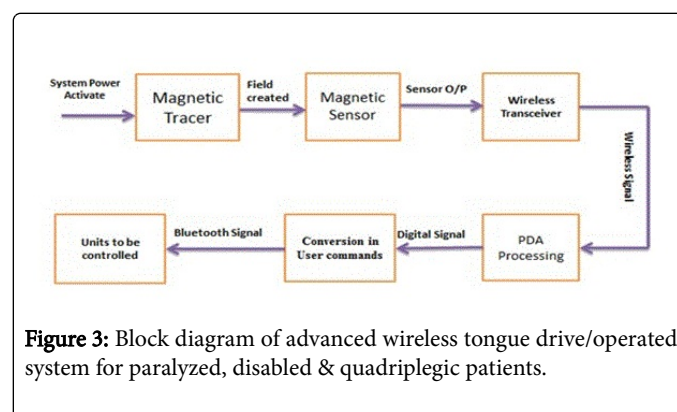 System Power
Activate
Magnetic
Tracer
Field
created
Magnetic
Sensor
Sensor O/P
Wireless
Transceiver
Wireless Signal
PDA
Processing
Digital Signal
Conversion in
User commands
Bluetooth Signal
Units to be
controlled
Figure 3: Block diagram of advanced wireless tongue drive/operated
system for paralyzed, disabled & quadriplegic patients.